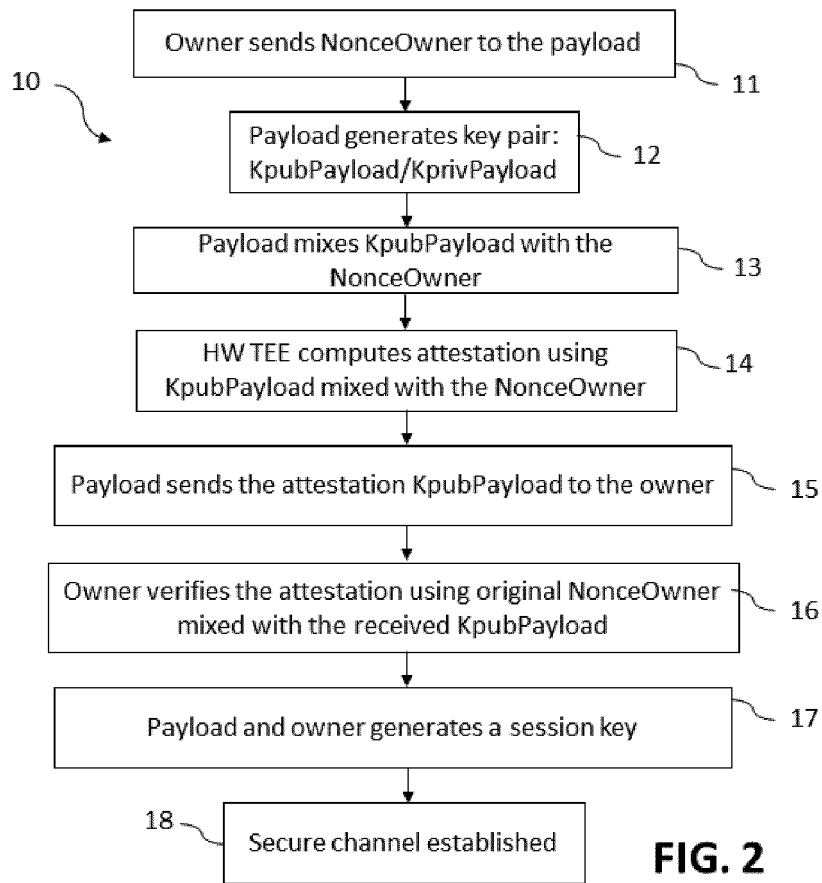 Owner sends NonceOwner to the payload
11
10
Payload generates key pair:
KpubPayload/KprivPayload
12
Payload mixes KpubPayload with the
NonceOwner
13
HW TEE computes attestation using
KpubPayload mixed with the NonceOwner
14
Payload sends the attestation KpubPayload to the owner
15
Owner verifies the attestation using original NonceOwner
mixed with the received KpubPayload
16
Payload and owner generates a session key
17
18
Secure channel established
FIG. 2